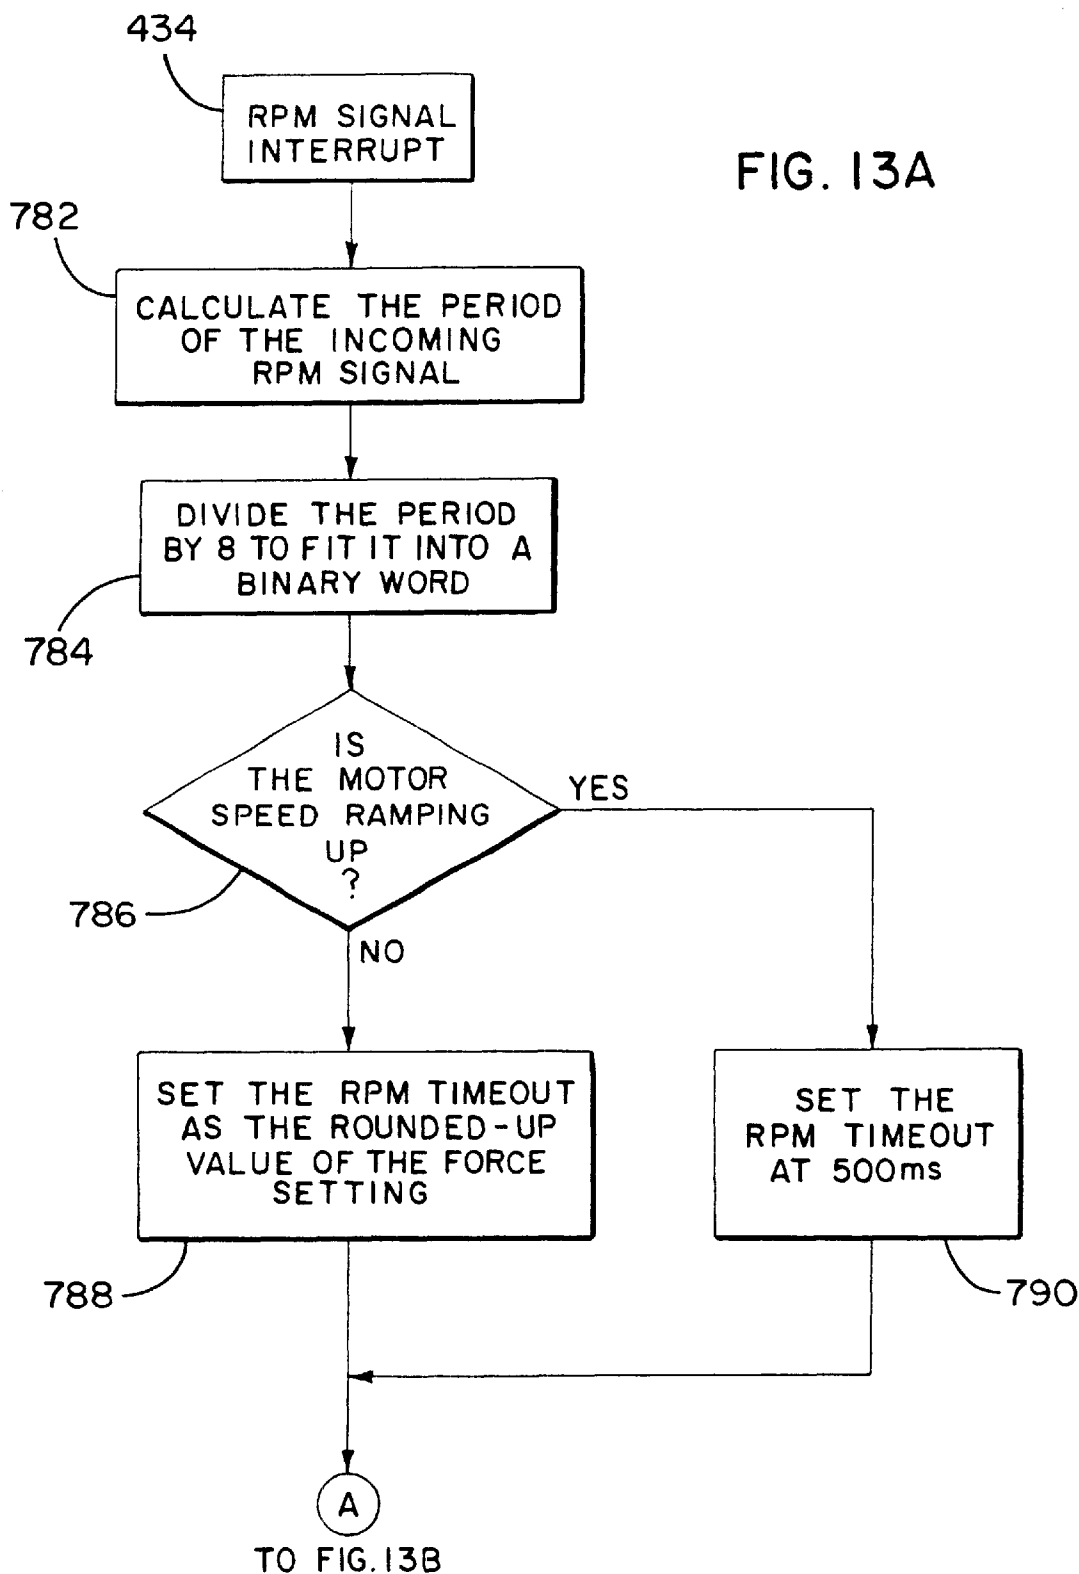 434
RPM SIGNAL
INTERRUPT
FIG. 13A
782
CALCULATE THE PERIOD
OF THE INCOMING
RPM SIGNAL
DIVIDE THE PERIOD
BY 8 TO FIT IT INTO A
BINARY WORD
784
IS
THE MOTOR
SPEED RAMPING
UP
?
YES
786
NO
SET THE RPM TIMEOUT
AS THE ROUNDED-UP
VALUE OF THE FORCE
SETTING
SET THE
RPM TIMEOUT
AT 500ms
788
790
A
TO FIG. 13B